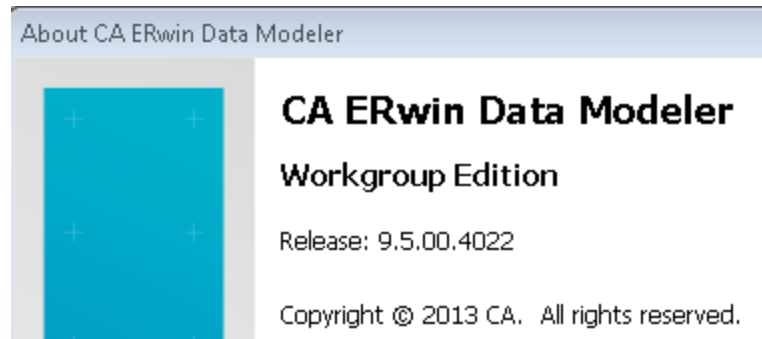 About CA ERwin Data Modeler
CA ERwin Data Modeler
Workgroup Edition
Release: 9.5.00.4022
Copyright © 2013 CA. All rights reserved.